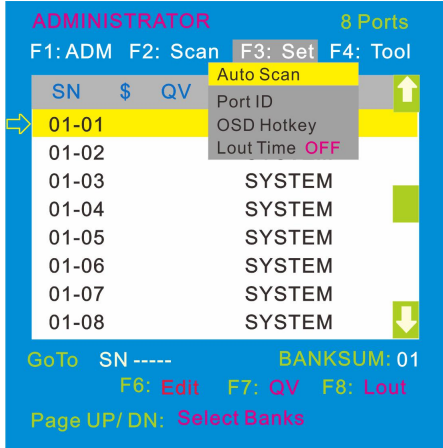 ADMINISTRATOR 8 Ports
F1: ADM F2: Scan F3: Set F4: Tool
Auto Scan
SN $ QV
Port ID
01-01 OSD Hotkey
Lout Time OFF
01-02
01-03 SYSTEM
01-04 SYSTEM
01-05 SYSTEM
01-06 SYSTEM
01-07 SYSTEM
01-08 SYSTEM
GoTo SN ----- BANKSUM: 01
F6: Edit F7: QV F8: Lout
Page UP/ DN: Select Banks